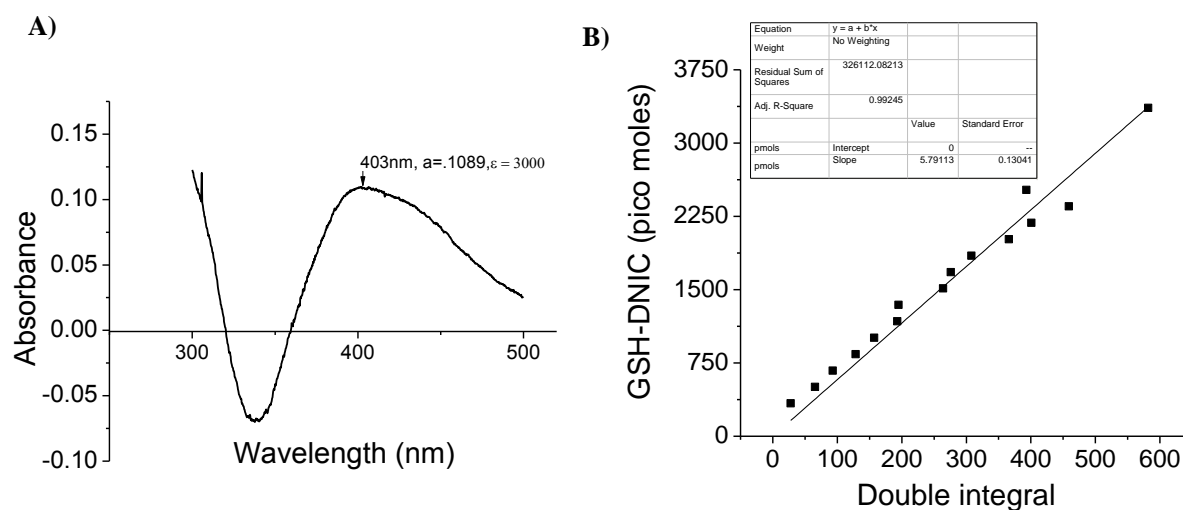 A)
0.15
0.10
0.05
0.00
-0.05
-0.10
Absorbance
300
400
500
Wavelength (nm)
403nm, a=.1089,ε = 3000
B)
Equation y = a + b*x
Weight No Weighting
Residual Sum of Squares 326112.08213
Adj. R-Square 0.99245
Value Standard Error
pmols Intercept 0 --
pmols Slope 5.79113 0.13041
3750
3000
2250
1500
750
0
GSH-DNIC (pico moles)
0 100 200 300 400 500 600
Double integral